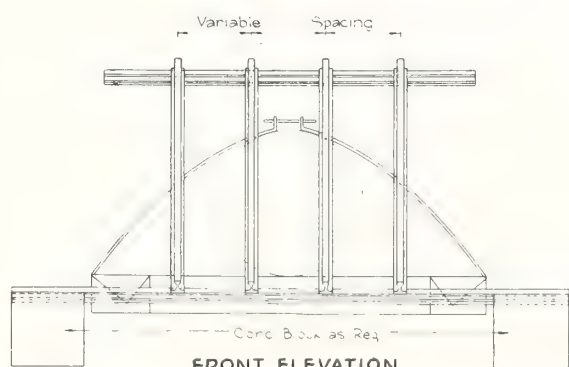 Variable Spacing
Conc Block as Req
FRONT ELEVATION